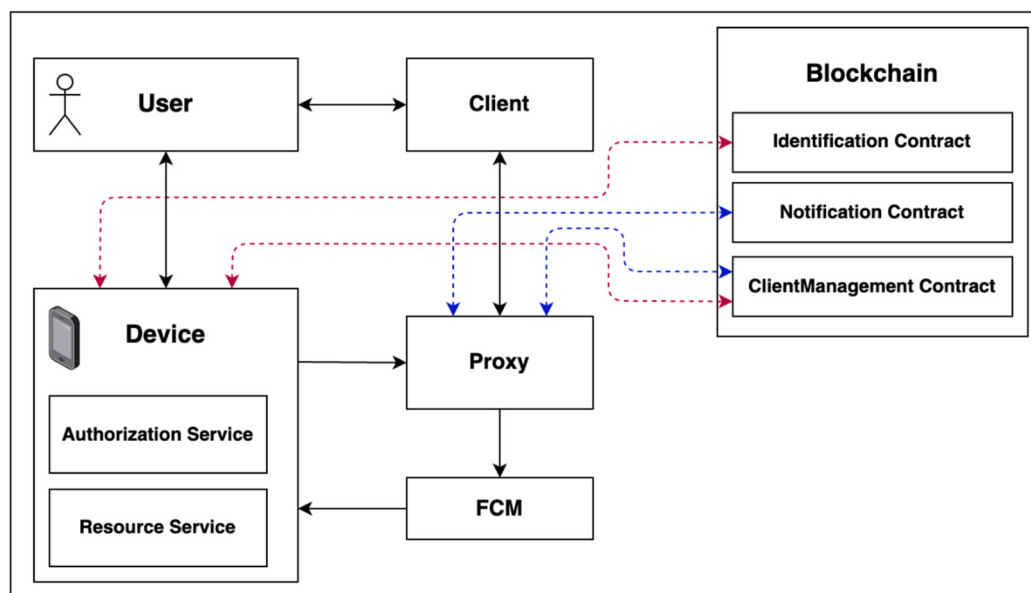 User
Client
Blockchain
Identification Contract
Notification Contract
ClientManagement Contract
Device
Authorization Service
Resource Service
Proxy
FCM